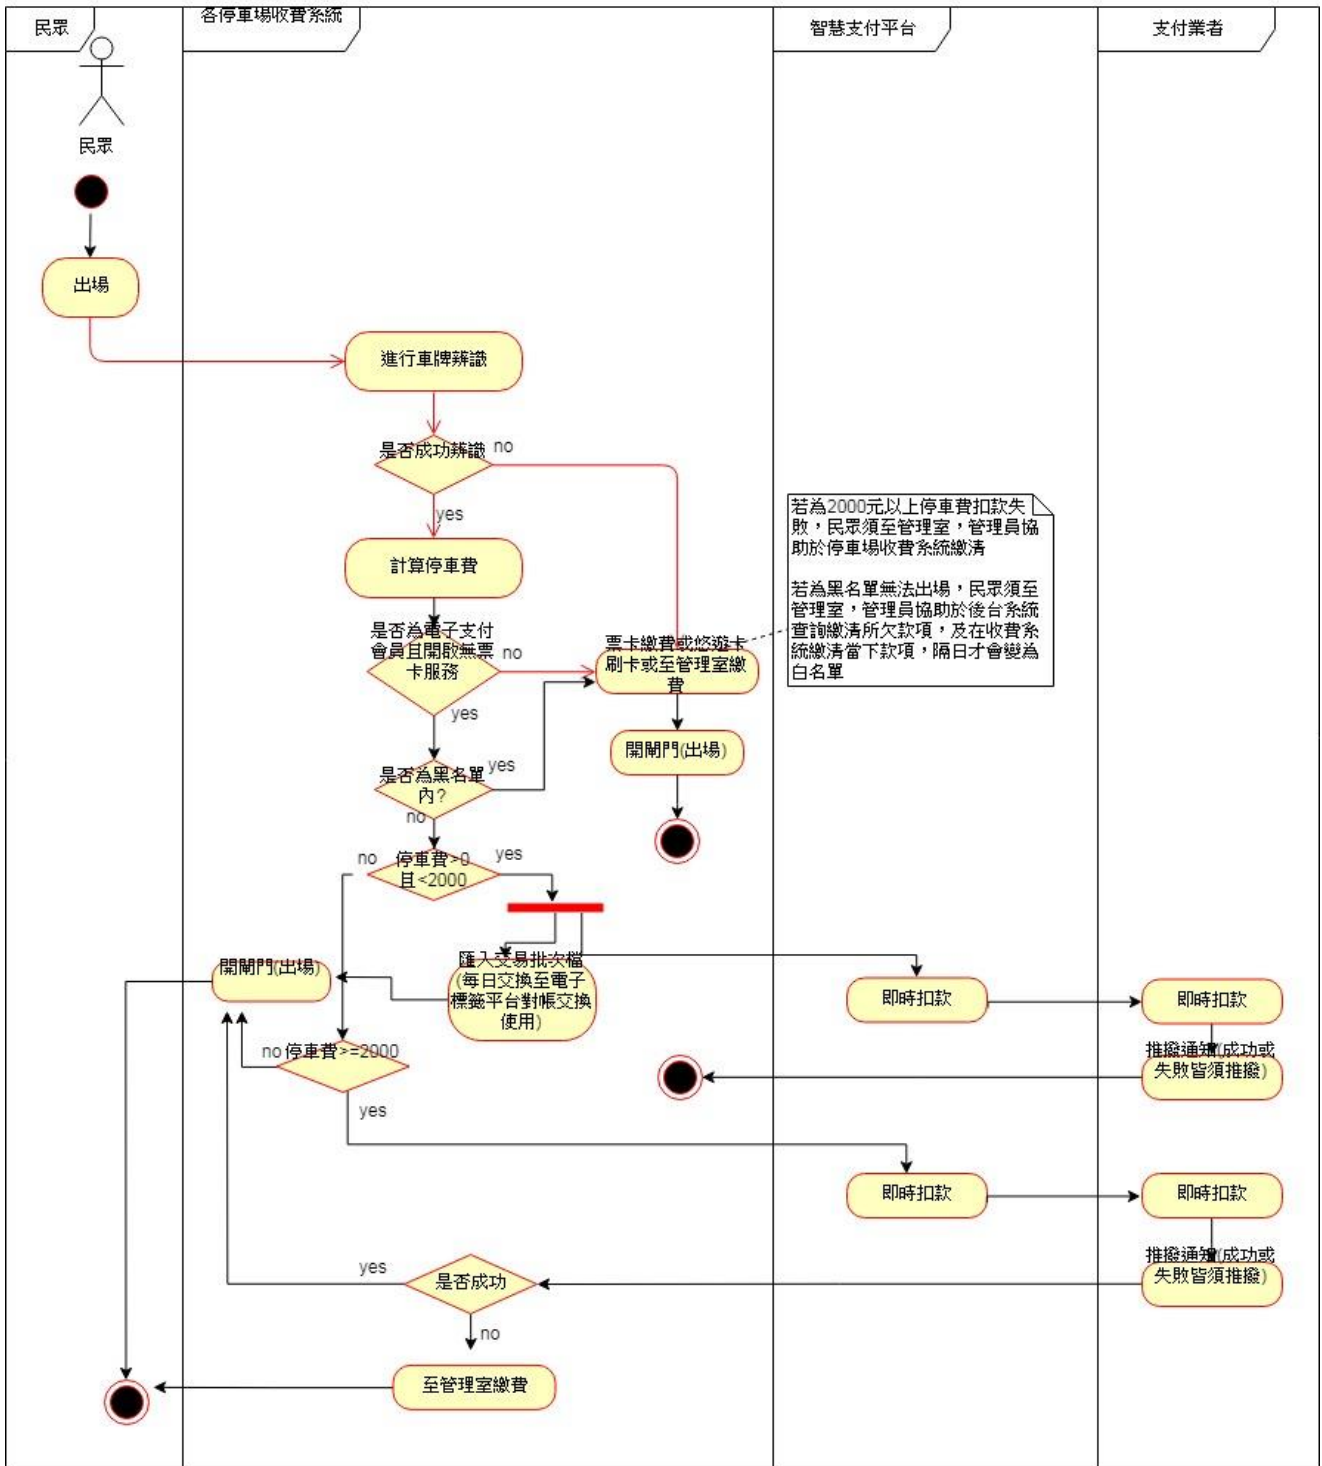 民眾
各停車場收費系統
智慧支付平台
支付業者
民眾
出場
進行車牌辨識
是否成功辨識
no
yes
計算停車費
若為2000元以上停車費扣款失
敗，民眾須至管理室，管理員協
助於停車場收費系統繳清
若為黑名單無法出場，民眾須至
管理室，管理員協助於後台系統
查詢繳清所欠款項，及在收費系
統繳清當下款項，隔日才會變為
白名單
是否為電子支付
會員且開啟無票
卡服務
no
yes
票卡繳費或悠遊卡
刷卡或至管理室繳
費
開閘門(出場)
是否為黑名單
內?
yes
no
停車費>0
且<2000
no
yes
開閘門(出場)
匯入交易批次檔
(每日交換至電子
標籤平台對帳交換
使用)
即時扣款
即時扣款
推撥通知(成功或
失敗皆須推撥)
no
停車費>=2000
yes
即時扣款
即時扣款
推撥通知(成功或
失敗皆須推撥)
是否成功
yes
no
至管理室繳費